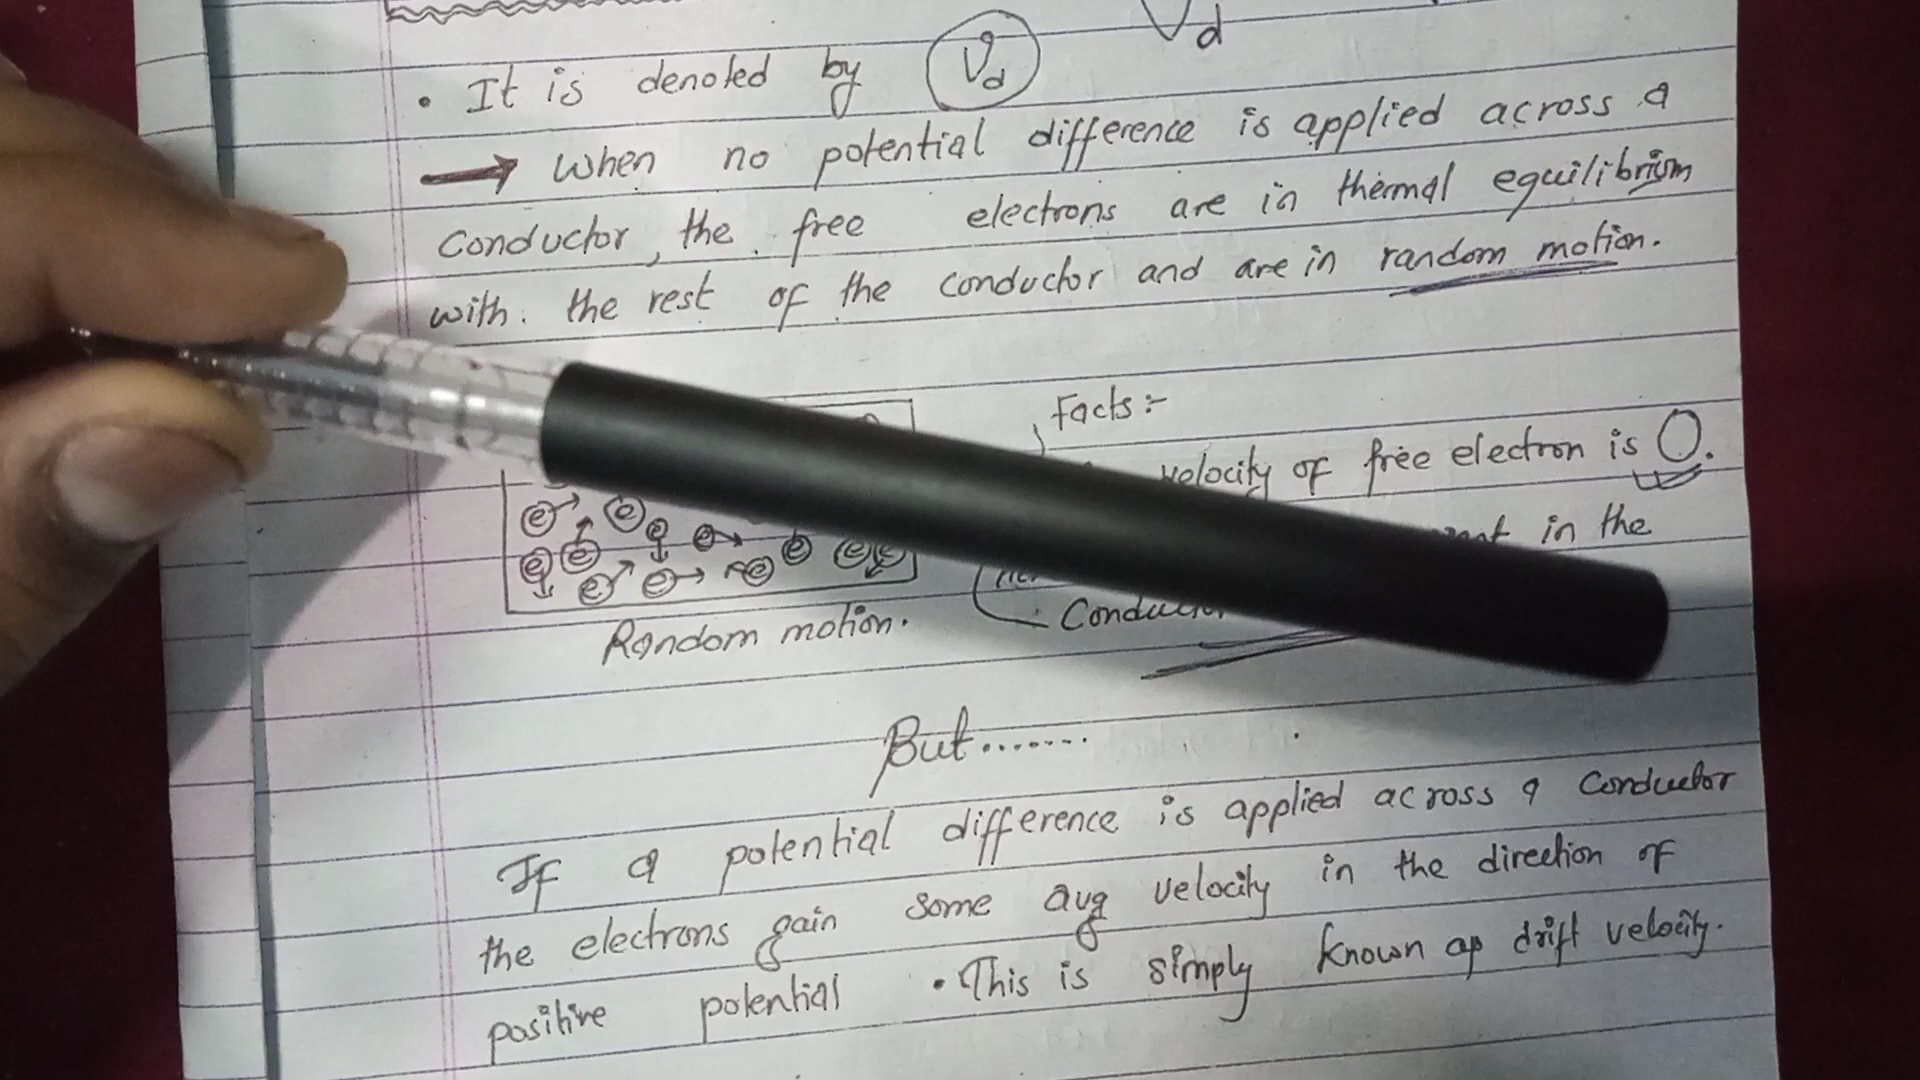 Vd
• It is denoted by Vd
→ When no potential difference is applied across a
conductor, the free electrons are in thermal equilibrium
with the rest of the conductor and are in random motion.
Facts :-
velocity of free electron is 0.
in the
e e e e
e e e e e e e e
Random motion.
But.......
If a potential difference is applied across a conductor
the electrons gain some avg velocity in the direction of
positive potential . This is simply known as drift velocity.